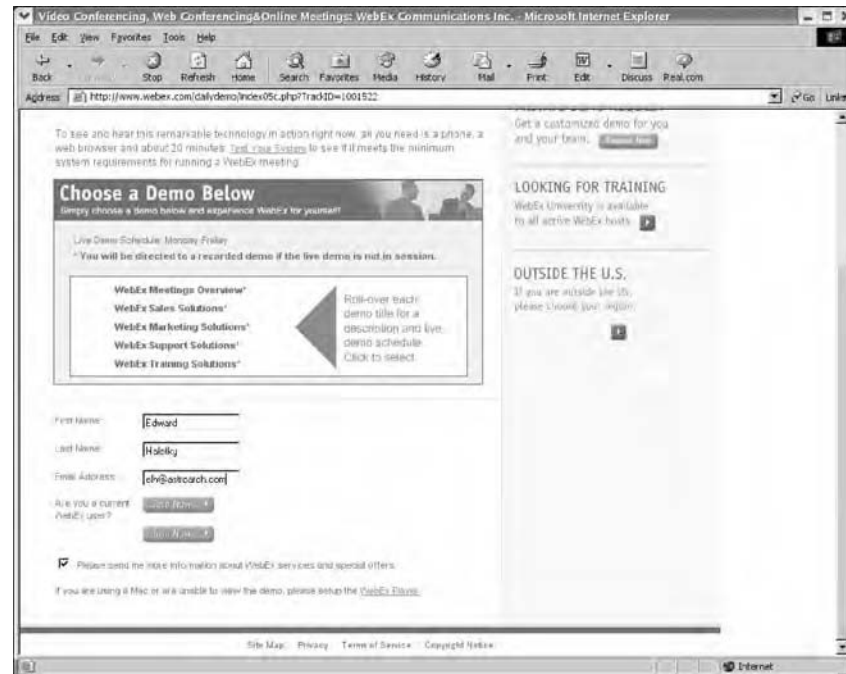 Video Conferencing, Web Conferencing&Online Meetings: WebEx Communications Inc. - Microsoft Internet Explorer
File Edit View Favorites Tools Help
Back Stop Refresh Home Search Favorites Media History Mail Print Edit Discuss Real.com
Address http://www.webex.com/dailydemo/index05c.php?TrackID=1001522 Go Links
To see and hear this remarkable technology in action right now, all you need is a phone, a
web browser and about 20 minutes. Test Your System to see if it meets the minimum
system requirements for running a WebEx meeting.
Choose a Demo Below
Simply choose a demo below and experience WebEx for yourself!
Live Demo Schedule: Monday-Friday
* You will be directed to a recorded demo if the live demo is not in session.
WebEx Meetings Overview*
WebEx Sales Solutions*
WebEx Marketing Solutions*
WebEx Support Solutions*
WebEx Training Solutions*
Roll-over each
demo title for a
description and live
demo schedule.
Click to select.
First Name: Edward
Last Name: Haletky
Email Address: elh@astroarch.com
Are you a current
WebEx user?
Please send me more information about WebEx services and special offers.
If you are using a Mac or are unable to view the demo, please setup the WebEx Player.
Get a customized demo for you
and your team.
LOOKING FOR TRAINING
WebEx University is available
to all active WebEx hosts.
OUTSIDE THE U.S.
If you are outside the US,
please choose your region.
Site Map Privacy Terms of Service Copyright Notice
Internet